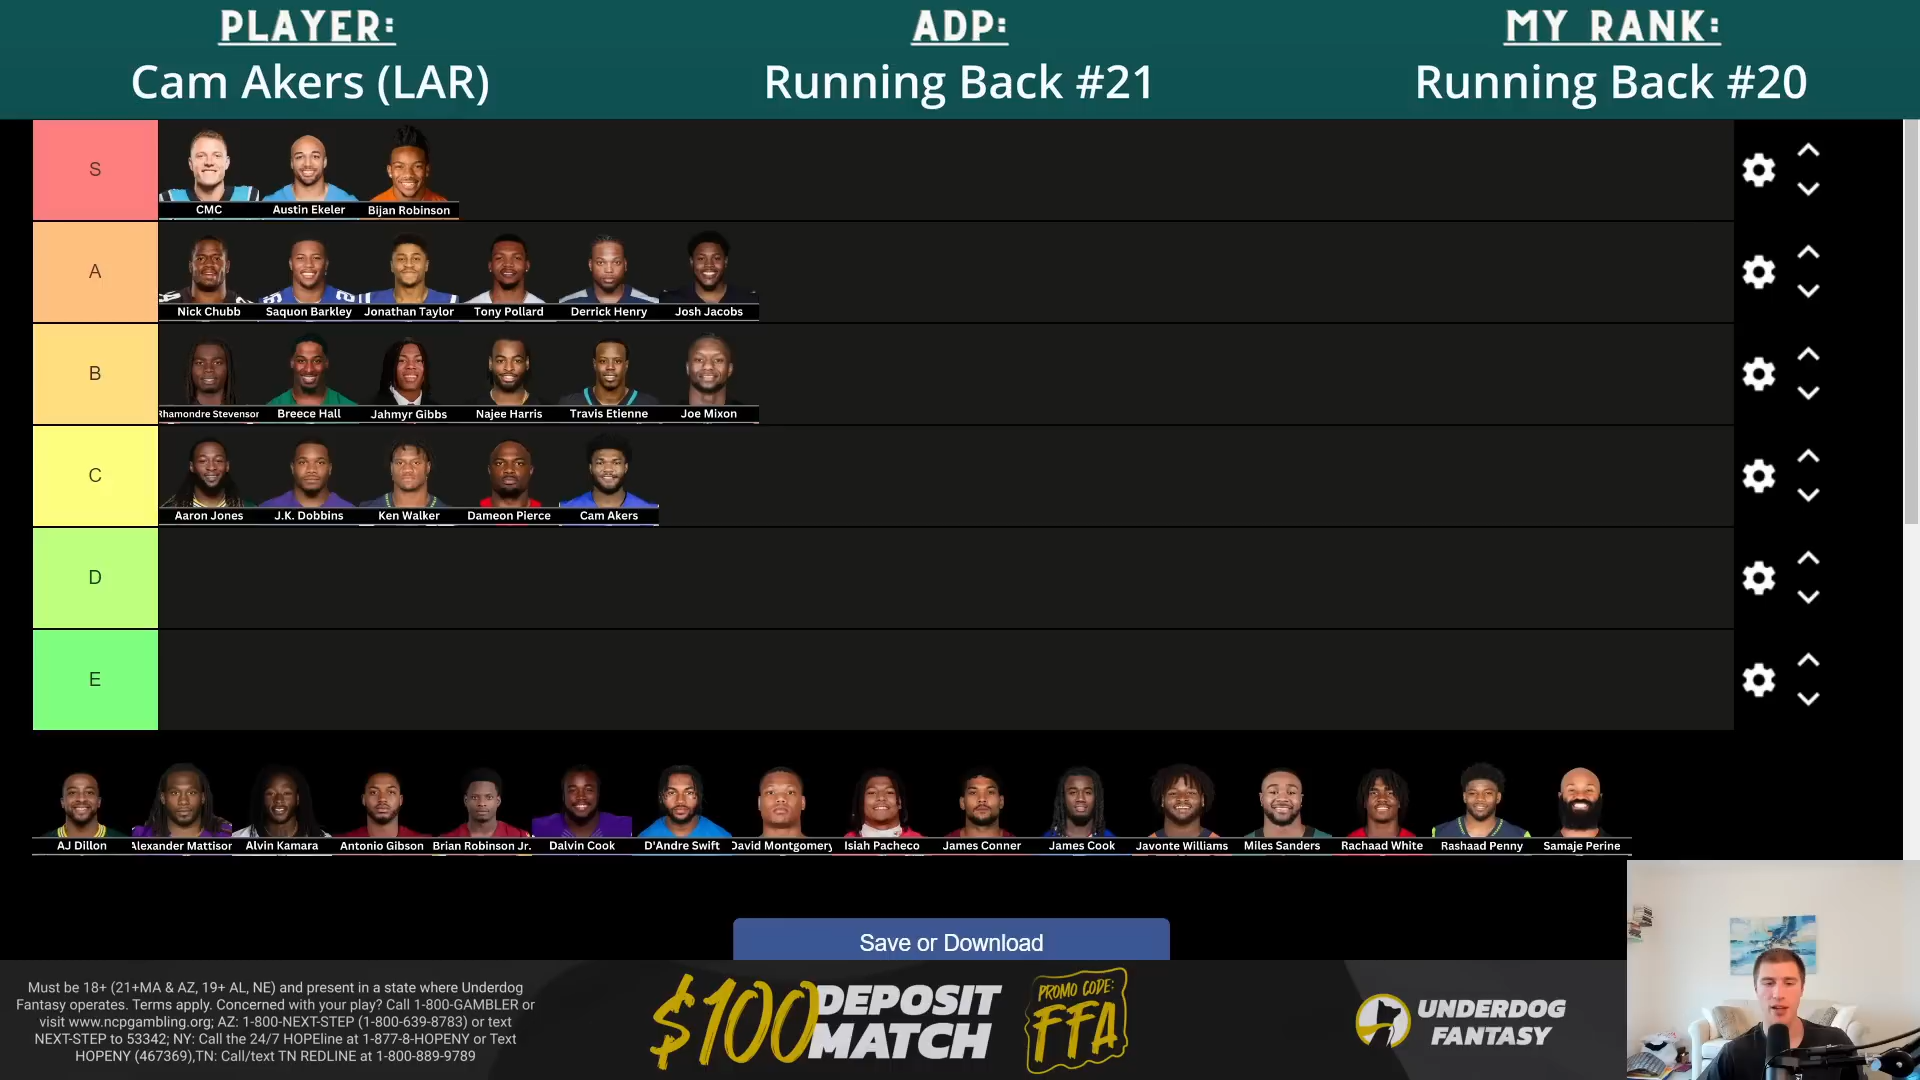 PLAYER:
Cam Akers (LAR)
ADP:
Running Back #21
MY RANK:
Running Back #20
S
CMC
Austin Ekeler
Bijan Robinson
A
Nick Chubb
Saquon Barkley
Jonathan Taylor
Tony Pollard
Derrick Henry
Josh Jacobs
B
Rhamondre Stevenson
Breece Hall
Jahmyr Gibbs
Najee Harris
Travis Etienne
Joe Mixon
C
Aaron Jones
J.K. Dobbins
Ken Walker
Dameon Pierce
Cam Akers
D
E
AJ Dillon
Alexander Mattison
Alvin Kamara
Antonio Gibson
Brian Robinson Jr.
Dalvin Cook
D'Andre Swift
David Montgomery
Isiah Pacheco
James Conner
James Cook
Javonte Williams
Miles Sanders
Rachaad White
Rashaad Penny
Samaje Perine
Save or Download
Must be 18+ (21+MA & AZ, 19+ AL, NE) and present in a state where Underdog
Fantasy operates. Terms apply. Concerned with your play? Call 1-800-GAMBLER or
visit www.ncpgambling.org; AZ: 1-800-NEXT-STEP (1-800-639-8783) or text
NEXT-STEP to 53342; NY: Call the 24/7 HOPEline at 1-877-8-HOPENY or Text
HOPENY (467369),TN: Call/text TN REDLINE at 1-800-889-9789
$100 DEPOSIT
MATCH
PROMO CODE:
FFA
UNDERDOG
FANTASY